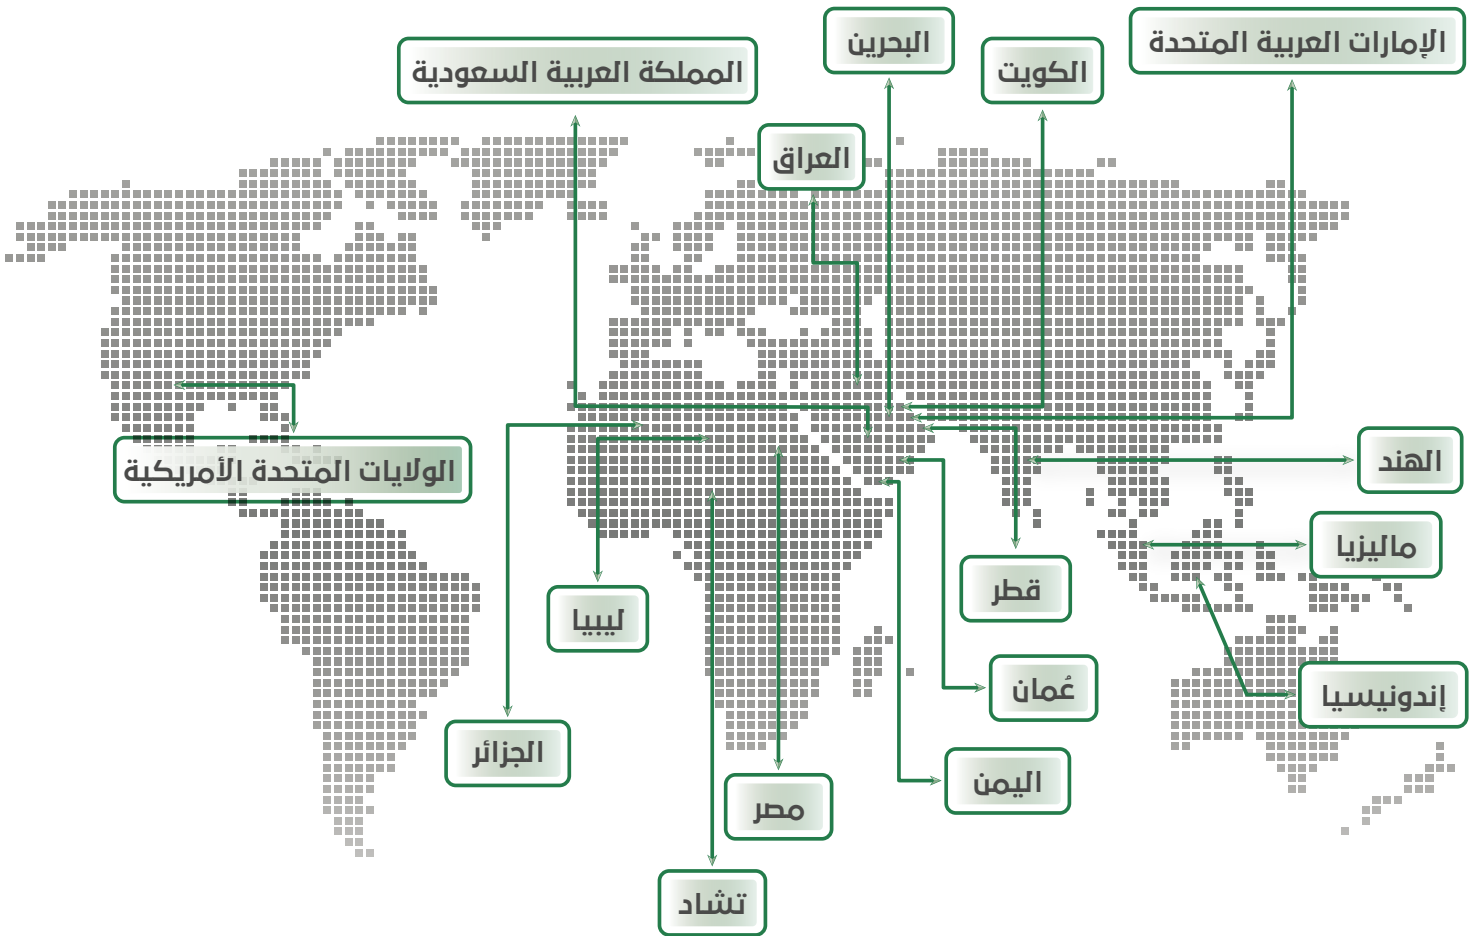 الإمارات العربية المتحدة
البحرين
الكويت
المملكة العربية السعودية
العراق
الهند
الولايات المتحدة الأمريكية
ماليزيا
قطر
ليبيا
عُمان
إندونيسيا
الجزائر
اليمن
مصر
تشاد